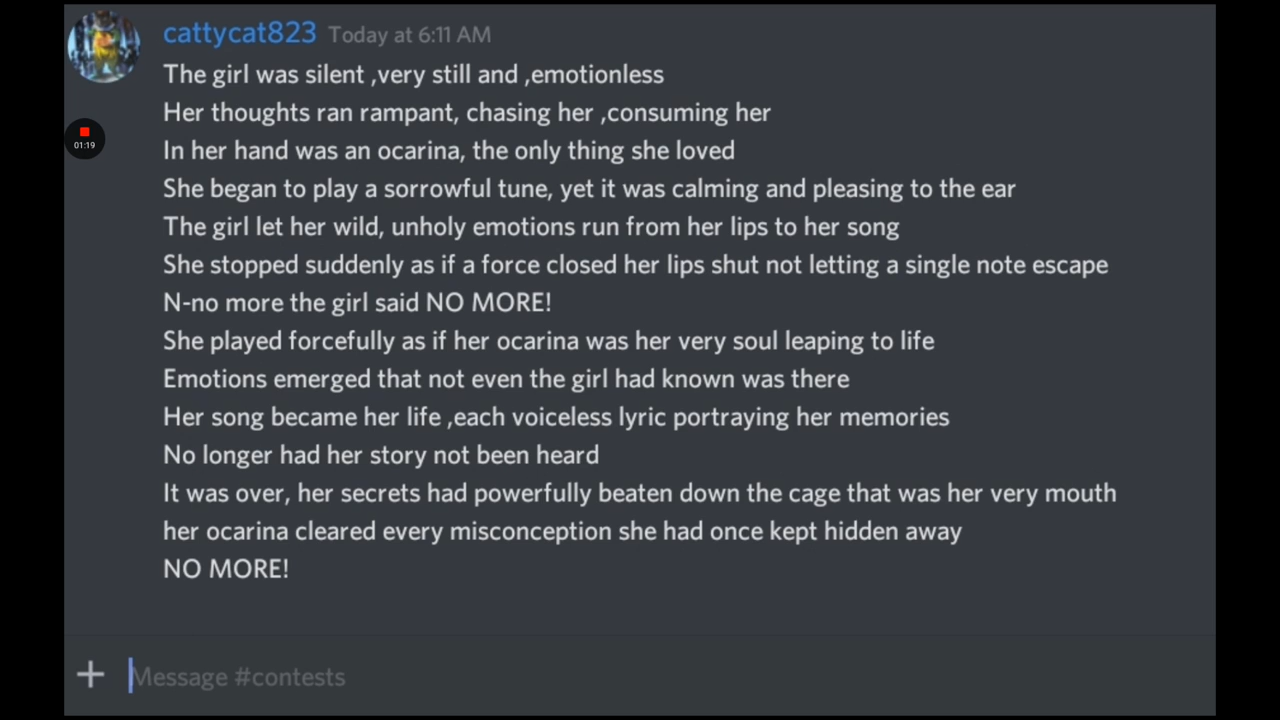 cattycat823 Today at 6:11 AM
The girl was silent ,very still and ,emotionless
Her thoughts ran rampant, chasing her ,consuming her
01:19
In her hand was an ocarina, the only thing she loved
She began to play a sorrowful tune, yet it was calming and pleasing to the ear
The girl let her wild, unholy emotions run from her lips to her song
She stopped suddenly as if a force closed her lips shut not letting a single note escape
N-no more the girl said NO MORE!
She played forcefully as if her ocarina was her very soul leaping to life
Emotions emerged that not even the girl had known was there
Her song became her life ,each voiceless lyric portraying her memories
No longer had her story not been heard
It was over, her secrets had powerfully beaten down the cage that was her very mouth
her ocarina cleared every misconception she had once kept hidden away
NO MORE!
Message #contests